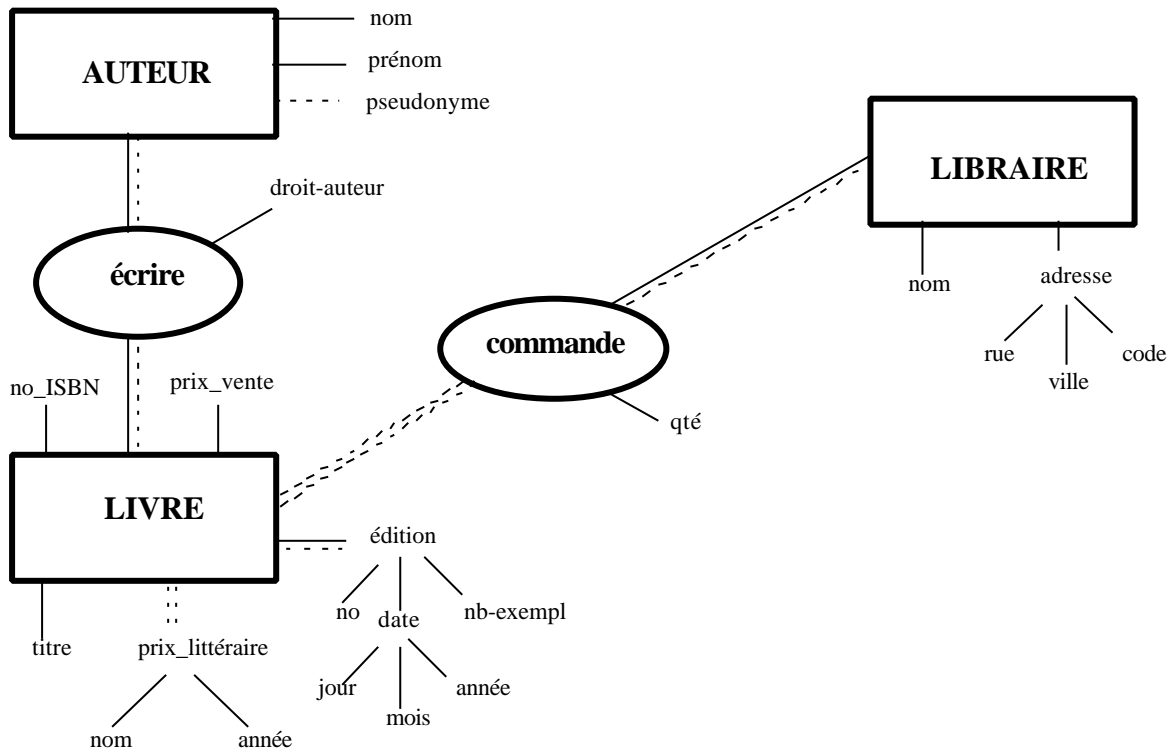 nom
AUTEUR
prénom
pseudonyme
LIBRAIRE
droit-auteur
écrire
nom
adresse
rue
ville
code
commande
qté
no_ISBN
prix_vente
LIVRE
édition
no
date
nb-exempl
titre
prix_littéraire
jour
mois
année
nom
année